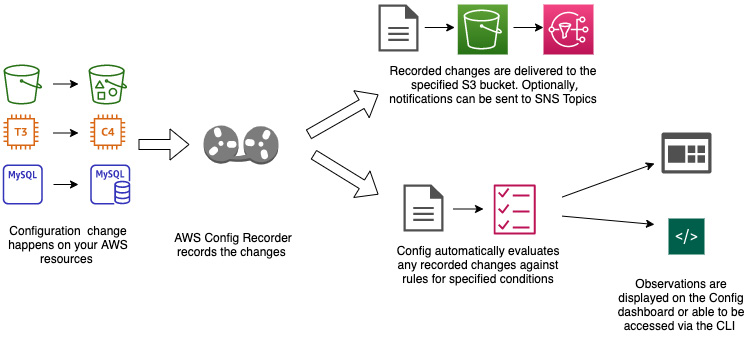 Recorded changes are delivered to the
specified S3 bucket. Optionally,
notifications can be sent to SNS Topics
T3
C4
MySQL
MySQL
Configuration change
happens on your AWS
resources
AWS Config Recorder
records the changes
Config automatically evaluates
any recorded changes against
rules for specified conditions
</>
Observations are
displayed on the Config
dashboard or able to be
accessed via the CLI